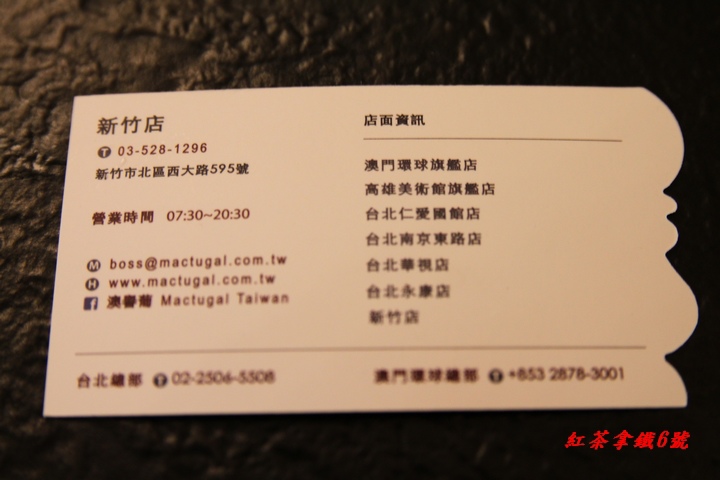 新竹店
T 03-528-1296
新竹市北區西大路595號
營業時間 07:30~20:30
M boss@mactugal.com.tw
H www.mactugal.com.tw
f 澳譽葡 Mactugal Taiwan
店面資訊
澳門環球旗艦店
高雄美術館旗艦店
台北仁愛國館店
台北南京東路店
台北華視店
台北永康店
新竹店
台北總部 T 02-2506-5508
澳門環球總部 T +853 2878-3001
紅茶拿鐵6號